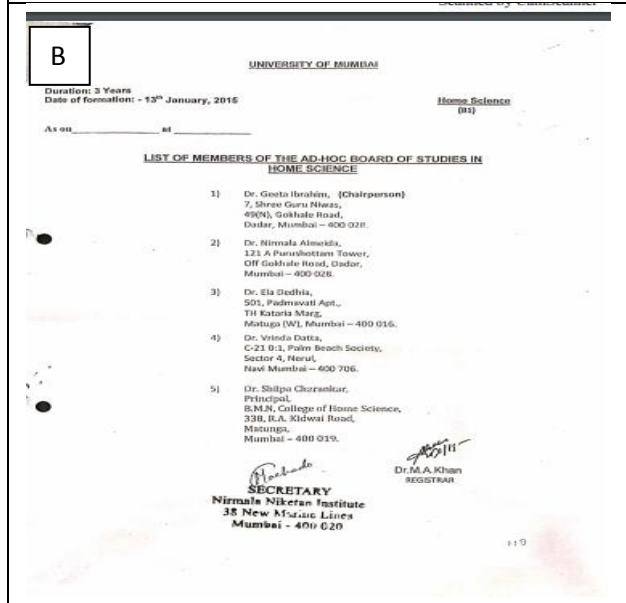 Scanned by CamScanner
B
UNIVERSITY OF MUMBAI
Duration: 3 Years
Date of formation: - 13th January, 2015
Home Science
As on____________ at ____________
LIST OF MEMBERS OF THE AD-HOC BOARD OF STUDIES IN
HOME SCIENCE
1) Dr. Geeta Ibrahim, (Chairperson)
7, Shree Guru Niwas,
49(N), Gokhale Road,
Dadar, Mumbai – 400 028.
2) Dr. Nirmala Almeida,
121 A Purushottam Tower,
Off Gokhale Road, Dadar,
Mumbai – 400 028.
3) Dr. Ela Dedhia,
501, Padmavati Apt.,
TH Kataria Marg,
Matuga (W), Mumbai – 400 016.
4) Dr. Vrinda Datta,
Palm Beach Society,
Sector 4, Nerul,
Navi Mumbai – 400 706.
5) Dr. Shilpa Charankar,
Principal,
B.M.N, College of Home Science,
338, R.A. Kidwai Road,
Matunga,
Mumbai – 400 019.
Machado
Dr.M.A.Khan
REGISTRAR
SECRETARY
Nirmala Niketan Institute
38 New Marine Lines
Mumbai - 400 020